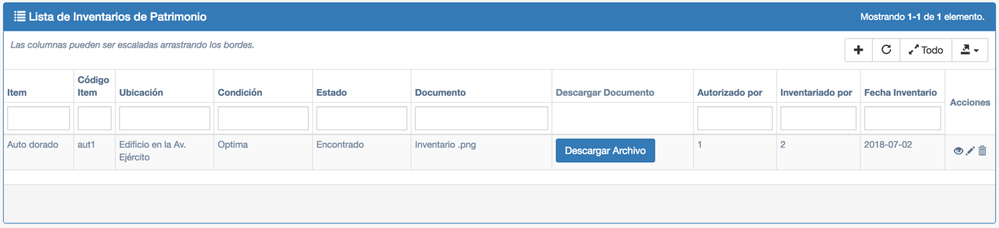 Lista de Inventarios de Patrimonio
Mostrando 1-1 de 1 elemento.
Las columnas pueden ser escaladas arrastrando los bordes.
Todo
Item
Código
Item
Ubicación
Condición
Estado
Documento
Descargar Documento
Autorizado por
Inventariado por
Fecha Inventario
Acciones
Auto dorado
aut1
Edificio en la Av.
Ejército
Optima
Encontrado
Inventario .png
Descargar Archivo
1
2
2018-07-02